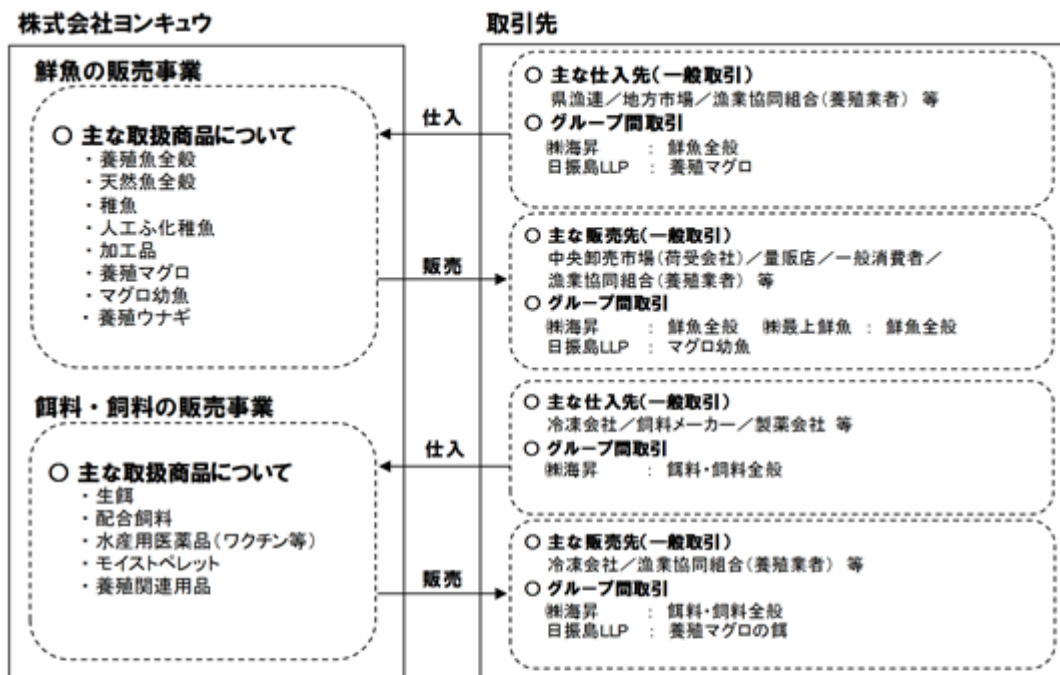 株式会社ヨンキュウ
取引先
鮮魚の販売事業
○ 主な取扱商品について
・養殖魚全般
・天然魚全般
・稚魚
・人工ふ化稚魚
・加工品
・養殖マグロ
・マグロ幼魚
・養殖ウナギ
仕入
○ 主な仕入先(一般取引)
県漁連／地方市場／漁業協同組合(養殖業者) 等
○ グループ間取引
㈱海昇 : 鮮魚全般
日振島LLP : 養殖マグロ
販売
○ 主な販売先(一般取引)
中央卸売市場(荷受会社)／量販店／一般消費者／
漁業協同組合(養殖業者) 等
○ グループ間取引
㈱海昇 : 鮮魚全般 ㈱最上鮮魚 : 鮮魚全般
日振島LLP : マグロ幼魚
餌料・飼料の販売事業
○ 主な取扱商品について
・生餌
・配合飼料
・水産用医薬品(ワクチン等)
・モイストペレット
・養殖関連用品
仕入
○ 主な仕入先(一般取引)
冷凍会社／飼料メーカー／製薬会社 等
○ グループ間取引
㈱海昇 : 餌料・飼料全般
販売
○ 主な販売先(一般取引)
冷凍会社／漁業協同組合(養殖業者) 等
○ グループ間取引
㈱海昇 : 餌料・飼料全般
日振島LLP : 養殖マグロの餌